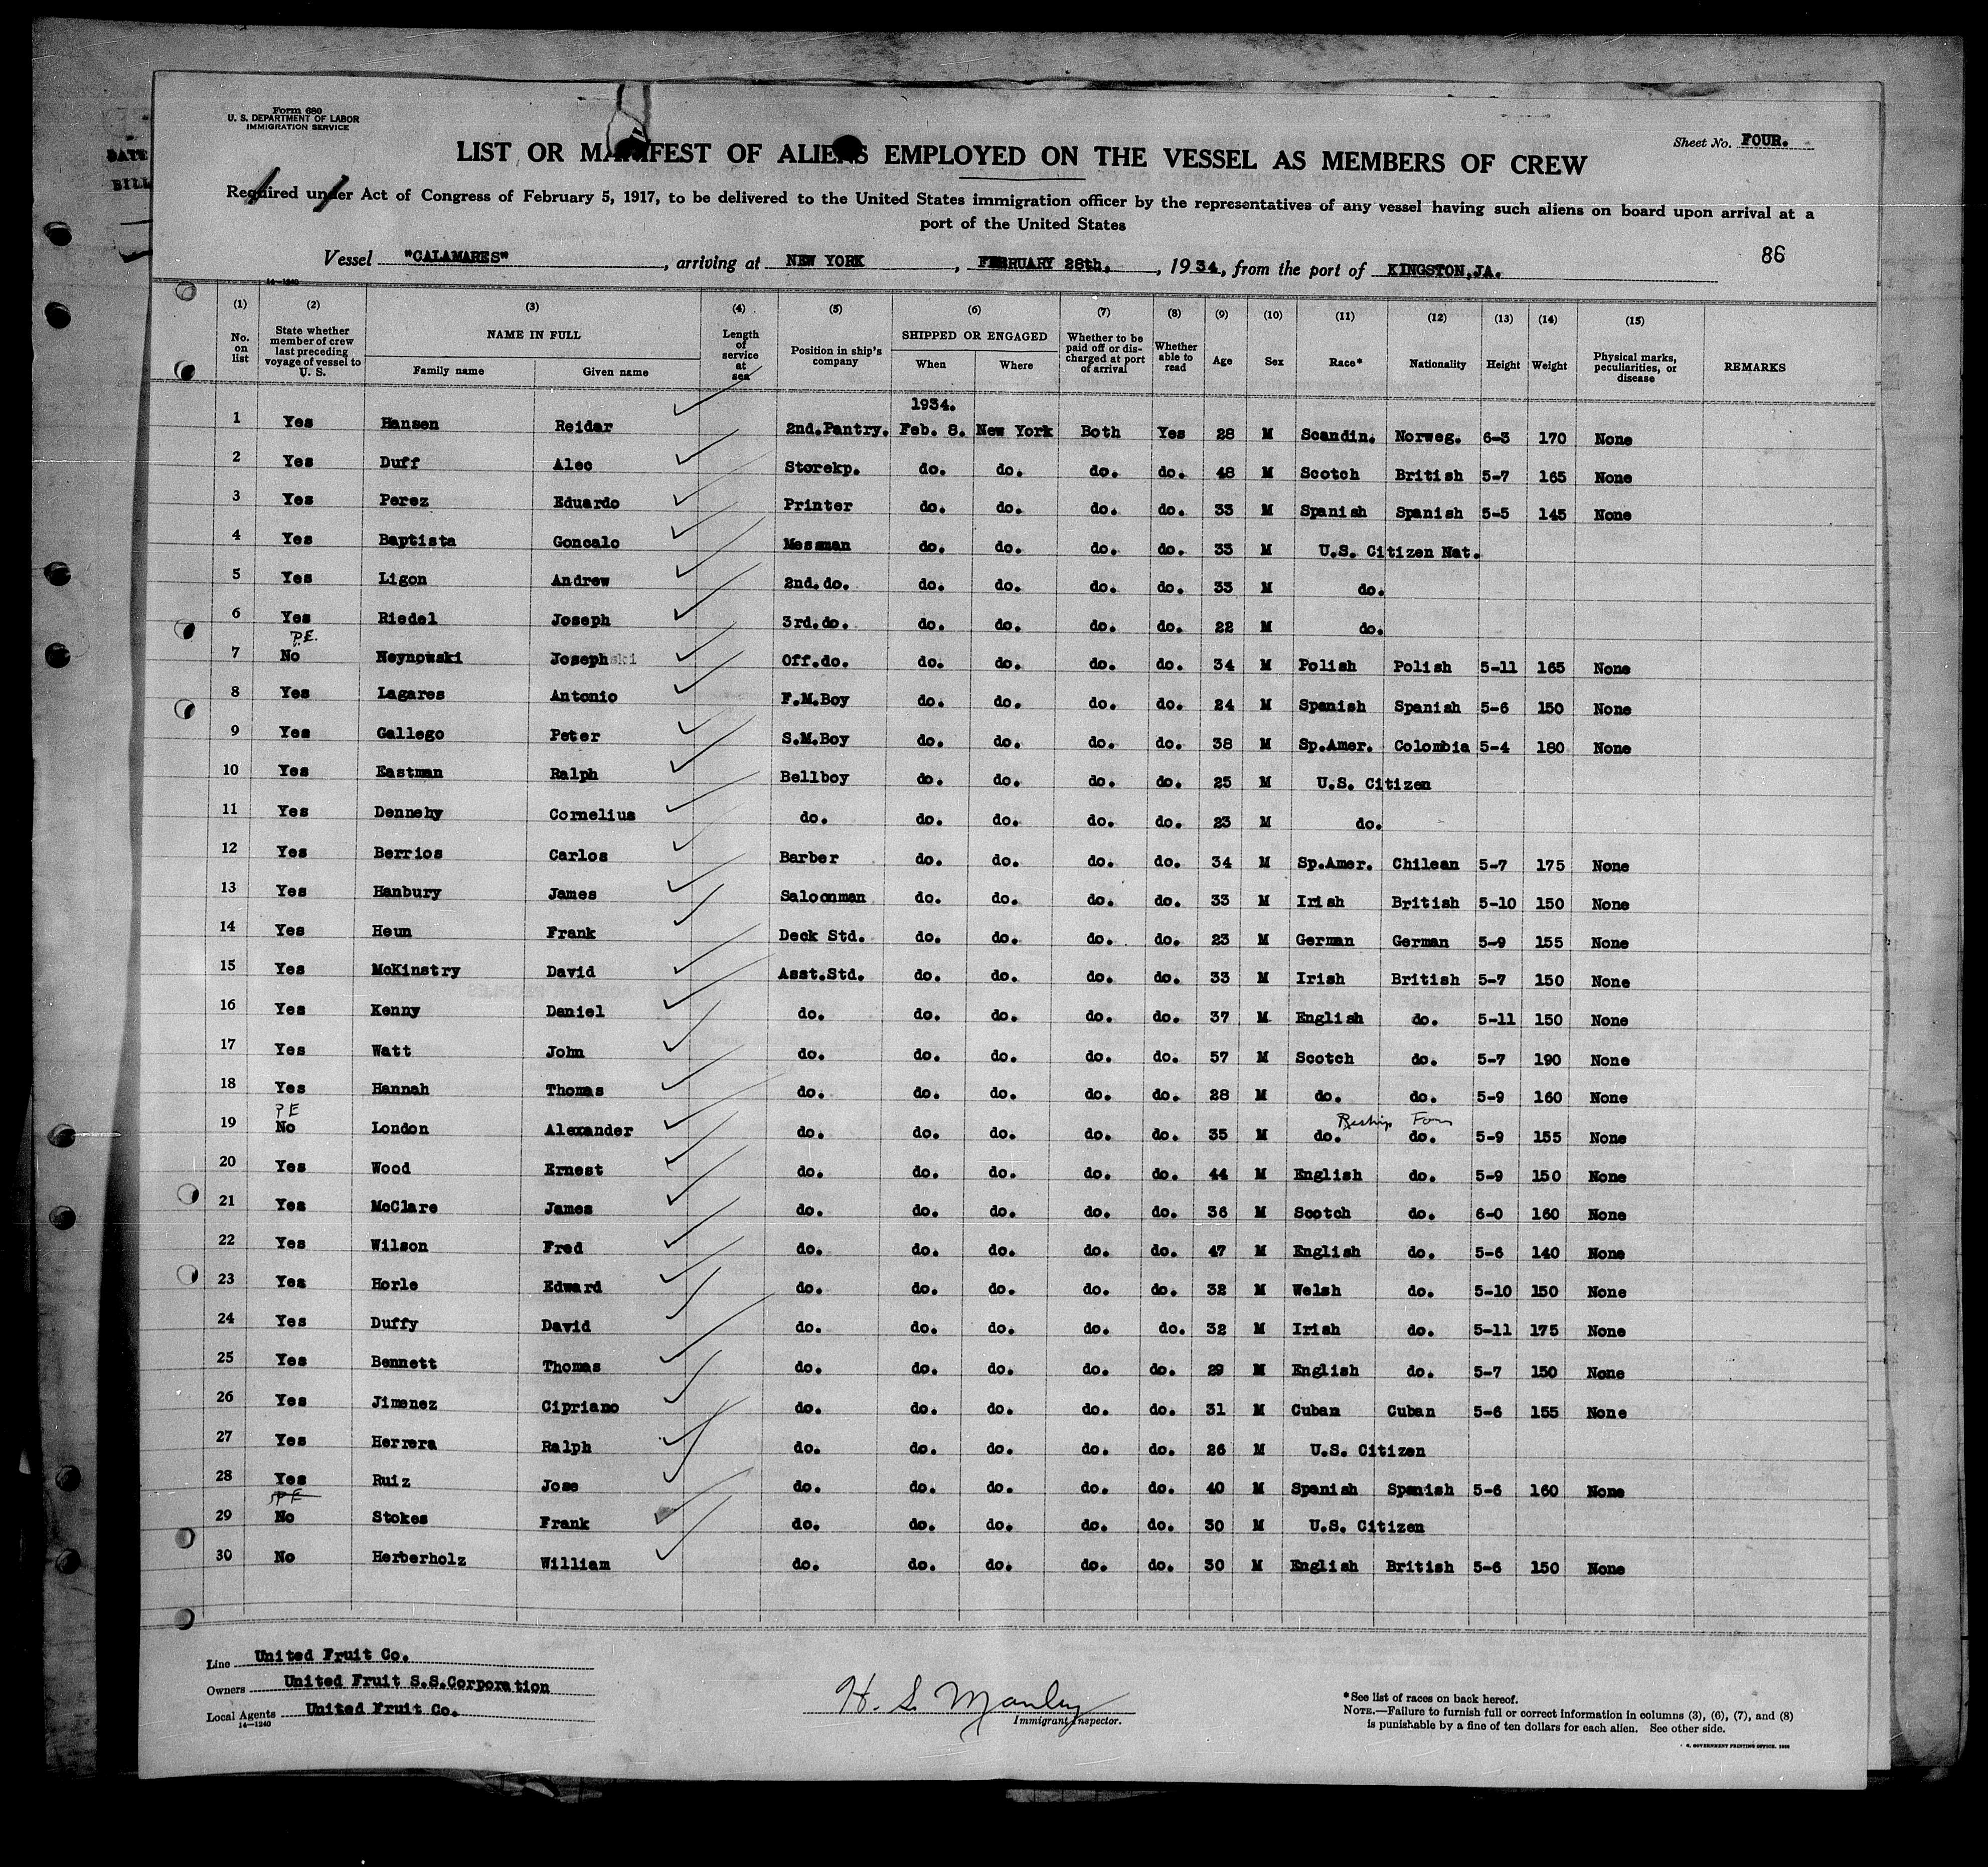 Form 680
U. S. DEPARTMENT OF LABOR
IMMIGRATION SERVICE
Sheet No. FOUR.
LIST OR MANIFEST OF ALIENS EMPLOYED ON THE VESSEL AS MEMBERS OF CREW
Required under Act of Congress of February 5, 1917, to be delivered to the United States immigration officer by the representatives of any vessel having such aliens on board upon arrival at a
port of the United States
86
Vessel "CALAMARES", arriving at NEW YORK, FEBRUARY 28th., 1934, from the port of KINGSTON,JA.
14—1240
(1) (2) (3) (4) (5) (6) (7) (8) (9) (10) (11) (12) (13) (14) (15)
No. on list State whether member of crew last preceding voyage of vessel to U. S. NAME IN FULL Family name Given name Length of service at sea Position in ship's company SHIPPED OR ENGAGED When Where Whether to be paid off or discharged at port of arrival Whether able to read Age Sex Race* Nationality Height Weight Physical marks, peculiarities, or disease REMARKS
1934.
1 Yes Hansen Reidar 2nd.Pantry. Feb. 8. New York Both Yes 28 M Scandin. Norweg. 6-3 170 None
2 Yes Duff Alec Storekp. do. do. do. do. 48 M Scotch British 5-7 165 None
3 Yes Perez Eduardo Printer do. do. do. do. 33 M Spanish Spanish 5-5 145 None
4 Yes Baptista Goncalo Messman do. do. do. do. 33 M U.S. Citizen Nat.
5 Yes Ligon Andrew 2nd.do. do. do. do. do. 33 M do.
6 Yes Riedel Joseph 3rd.do. do. do. do. do. 22 M do.
P.E.
7 No Neynowski Joseph Off.do. do. do. do. do. 34 M Polish Polish 5-11 165 None
8 Yes Lagares Antonio F.M.Boy do. do. do. do. 24 M Spanish Spanish 5-6 150 None
9 Yes Gallego Peter S.M.Boy do. do. do. do. 38 M Sp.Amer. Colombia 5-4 180 None
10 Yes Eastman Ralph Bellboy do. do. do. do. 25 M U.S. Citizen
11 Yes Dennehy Cornelius do. do. do. do. do. 23 M do.
12 Yes Berrios Carlos Barber do. do. do. do. 34 M Sp.Amer. Chilean 5-7 175 None
13 Yes Hanbury James Saloonman do. do. do. do. 33 M Irish British 5-10 150 None
14 Yes Heun Frank Deck Std. do. do. do. do. 23 M German German 5-9 155 None
15 Yes McKinstry David Asst.Std. do. do. do. do. 33 M Irish British 5-7 150 None
16 Yes Kenny Daniel do. do. do. do. do. 37 M English do. 5-11 150 None
17 Yes Watt John do. do. do. do. do. 57 M Scotch do. 5-7 190 None
18 Yes Hannah Thomas do. do. do. do. do. 28 M do. do. 5-9 160 None
PE
19 No London Alexander do. do. do. do. do. 35 M do. do. 5-9 155 None
20 Yes Wood Ernest do. do. do. do. do. 44 M English do. 5-9 150 None
21 Yes McClare James do. do. do. do. do. 36 M Scotch do. 6-0 160 None
22 Yes Wilson Fred do. do. do. do. do. 47 M English do. 5-6 140 None
23 Yes Horle Edward do. do. do. do. do. 32 M Welsh do. 5-10 150 None
24 Yes Duffy David do. do. do. do. do. 32 M Irish do. 5-11 175 None
25 Yes Bennett Thomas do. do. do. do. do. 29 M English do. 5-7 150 None
26 Yes Jimenez Cipriano do. do. do. do. do. 31 M Cuban Cuban 5-6 155 None
27 Yes Herrera Ralph do. do. do. do. do. 26 M U.S. Citizen
28 Yes Ruiz Jose do. do. do. do. do. 40 M Spanish Spanish 5-6 160 None
PE
29 No Stokes Frank do. do. do. do. do. 30 M U.S. Citizen
30 No Herberholz William do. do. do. do. do. 30 M English British 5-6 150 None
Line United Fruit Co.
Owners United Fruit S.S.Corporation
Local Agents United Fruit Co.
14—1240
H. S. Manley
Immigrant Inspector.
*See list of races on back hereof.
NOTE.—Failure to furnish full or correct information in columns (3), (6), (7), and (8)
is punishable by a fine of ten dollars for each alien. See other side.
DATE
BILL